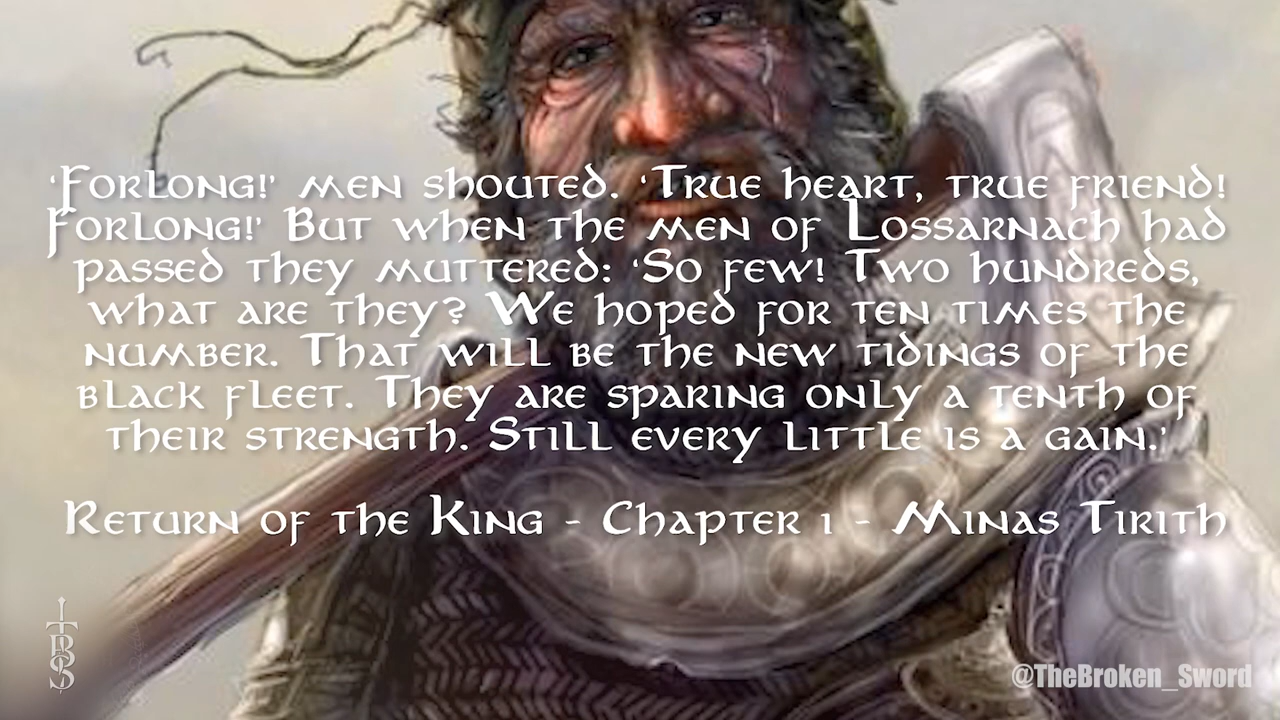 ‘Forlong!’ men shouted. ‘True heart, true friend!
Forlong!’ But when the men of Lossarnach had
passed they muttered: ‘So few! Two hundreds,
what are they? We hoped for ten times the
number. That will be the new tidings of the
black fleet. They are sparing only a tenth of
their strength. Still every little is a gain.’
Return of the King - Chapter 1 - Minas Tirith
TBS
@TheBroken_Sword